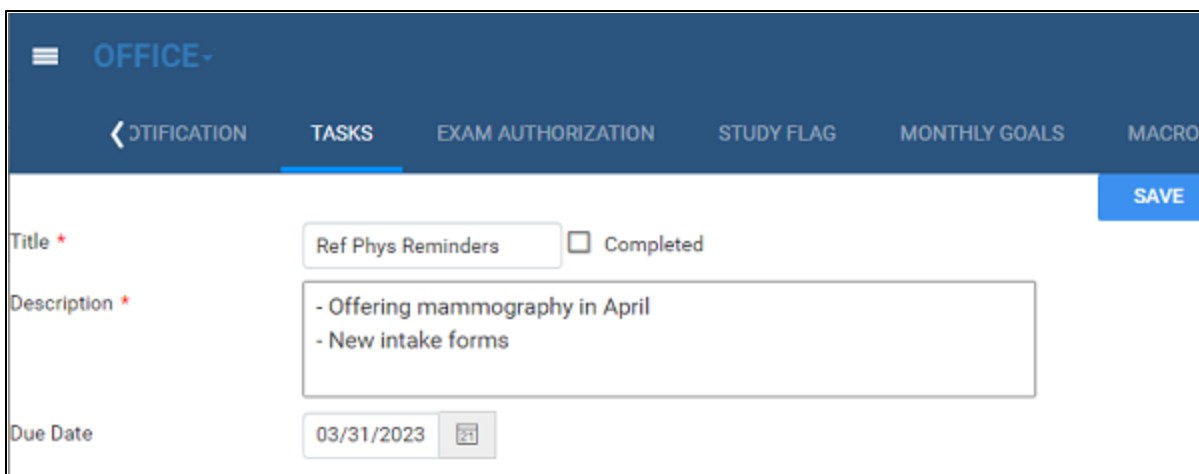 OFFICE
OTIFICATION TASKS EXAM AUTHORIZATION STUDY FLAG MONTHLY GOALS MACRO
SAVE
Title * Ref Phys Reminders Completed
Description * - Offering mammography in April
- New intake forms
Due Date 03/31/2023 21